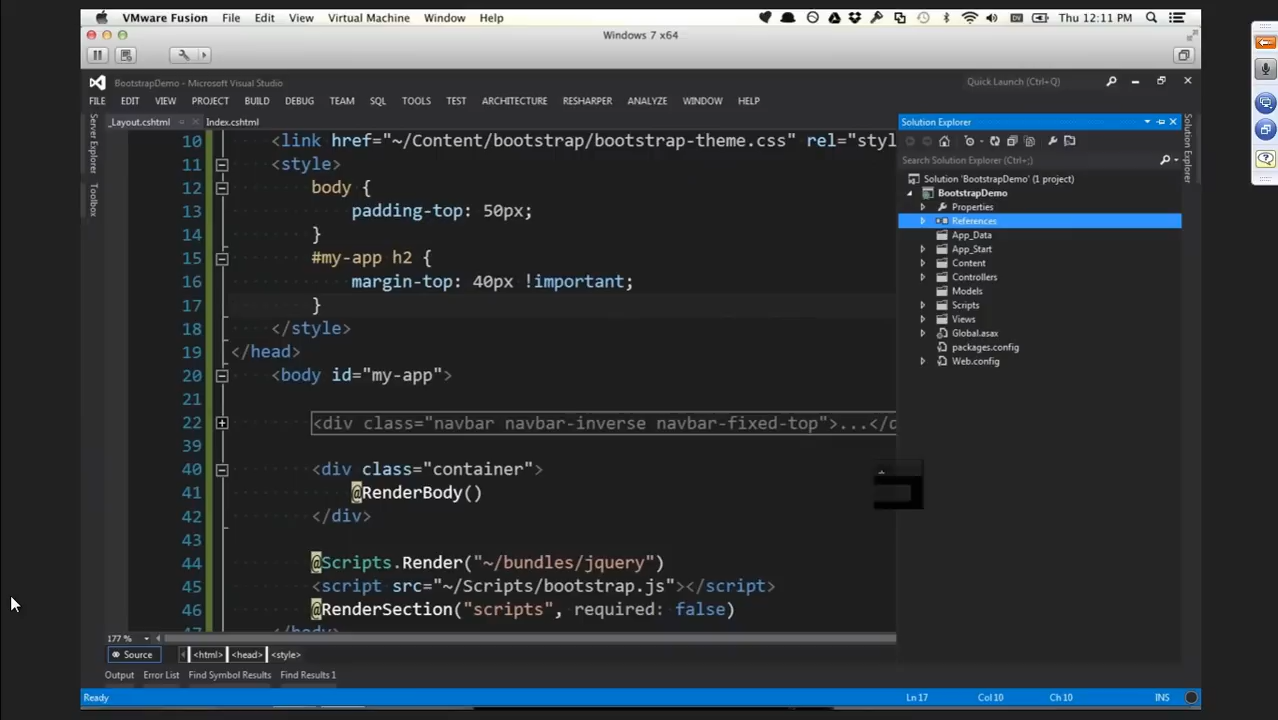 VMware Fusion File Edit View Virtual Machine Window Help Thu 12:11 PM
Windows 7 x64
BootstrapDemo - Microsoft Visual Studio Quick Launch (Ctrl+Q)
FILE EDIT VIEW PROJECT BUILD DEBUG TEAM SQL TOOLS TEST ARCHITECTURE RESHARPER ANALYZE WINDOW HELP
Server Explorer
Toolbox
_Layout.cshtml Index.cshtml
10 <link href="~/Content/bootstrap/bootstrap-theme.css" rel="styl
11 <style>
12 body {
13 padding-top: 50px;
14 }
15 #my-app h2 {
16 margin-top: 40px !important;
17 }
18 </style>
19 </head>
20 <body id="my-app">
21
22 <div class="navbar navbar-inverse navbar-fixed-top">...</d
39
40 <div class="container">
41 @RenderBody()
42 </div>
43
44 @Scripts.Render("~/bundles/jquery")
45 <script src="~/Scripts/bootstrap.js"></script>
46 @RenderSection("scripts", required: false)
47 </body>
177 %
Source <html> <head> <style>
Output Error List Find Symbol Results Find Results 1
Ready Ln 17 Col 10 Ch 10 INS
Solution Explorer
Search Solution Explorer (Ctrl+;)
Solution 'BootstrapDemo' (1 project)
BootstrapDemo
Properties
References
App_Data
App_Start
Content
Controllers
Models
Scripts
Views
Global.asax
packages.config
Web.config
Solution Explorer